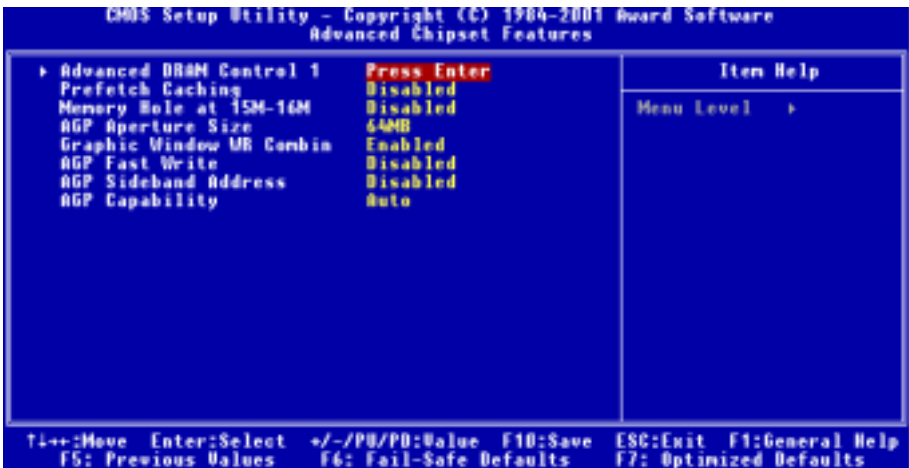 CMOS Setup Utility - Copyright (C) 1984-2001 Award Software
Advanced Chipset Features
Advanced DRAM Control 1 Press Enter
Prefetch Caching Disabled
Memory Hole at 15M-16M Disabled
AGP Aperture Size 64MB
Graphic Window WR Combin Enabled
AGP Fast Write Disabled
AGP Sideband Address Disabled
AGP Capability Auto
Item Help
Menu Level
↑↓→←:Move Enter:Select +/-/PU/PD:Value F10:Save ESC:Exit F1:General Help
F5: Previous Values F6: Fail-Safe Defaults F7: Optimized Defaults